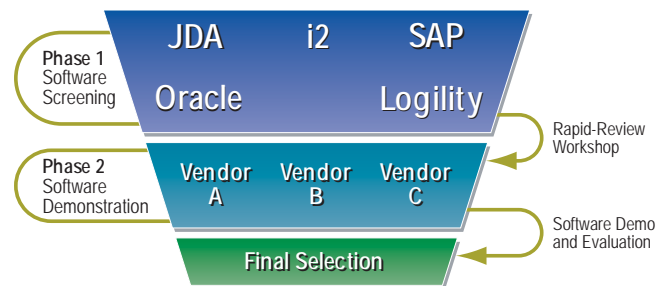 JDA i2 SAP
Phase 1
Software
Screening
Oracle Logility
Rapid-Review
Workshop
Phase 2
Software
Demonstration
Vendor Vendor Vendor
A B C
Software Demo
and Evaluation
Final Selection